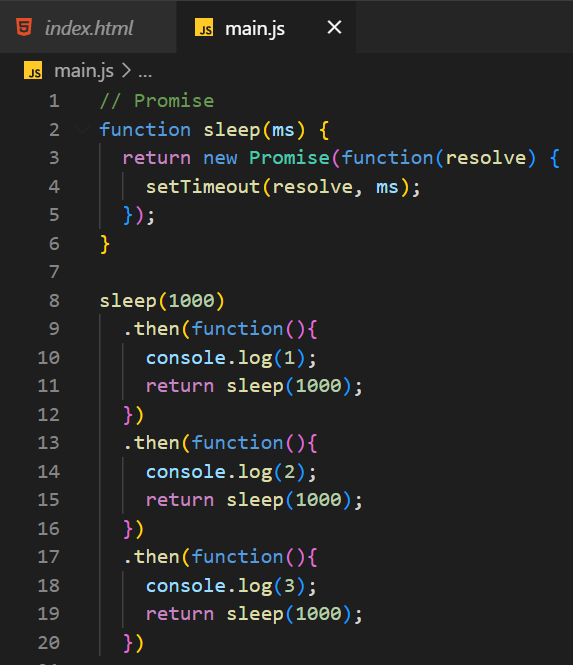 index.html
main.js ×
JS main.js > ...
1 // Promise
2 function sleep(ms) {
3   return new Promise(function(resolve) {
4     setTimeout(resolve, ms);
5   });
6 }
7
8 sleep(1000)
9   .then(function(){
10     console.log(1);
11     return sleep(1000);
12   })
13   .then(function(){
14     console.log(2);
15     return sleep(1000);
16   })
17   .then(function(){
18     console.log(3);
19     return sleep(1000);
20   })